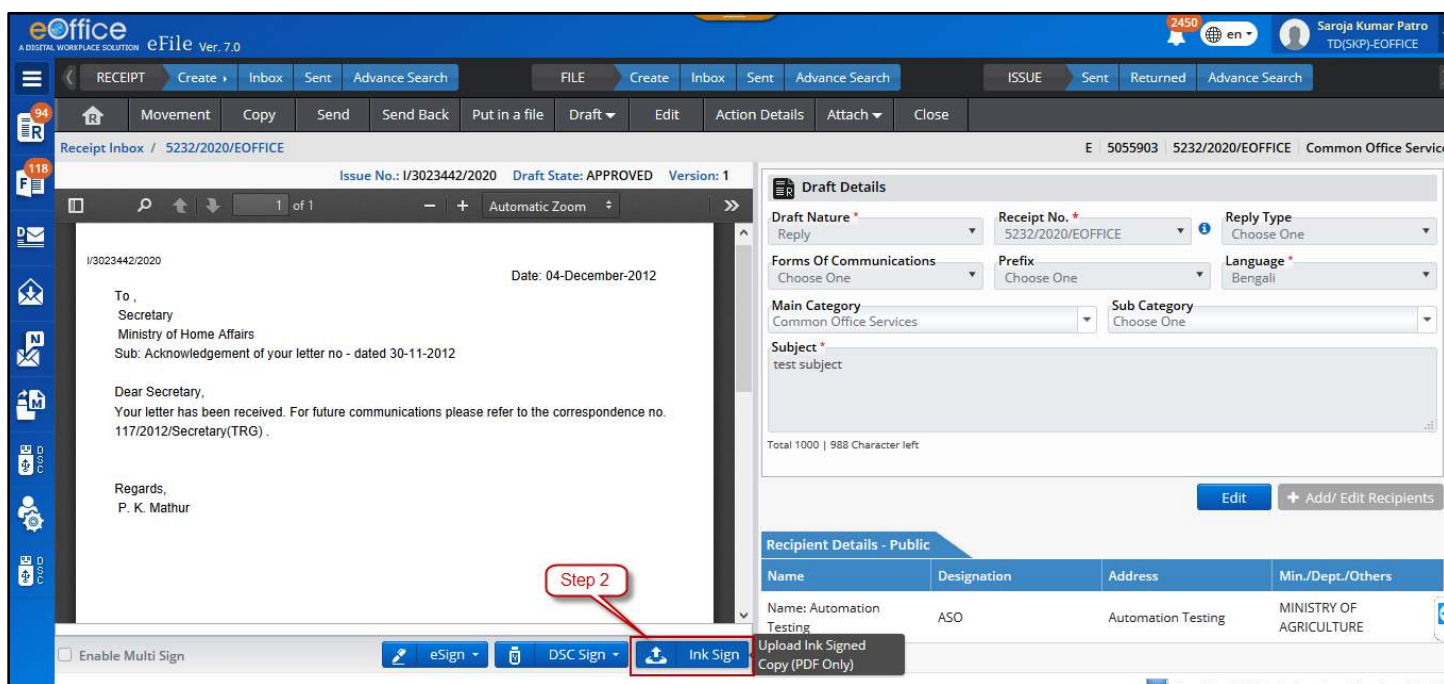 eOffice
A DIGITAL WORKPLACE SOLUTION eFile Ver. 7.0
2450 en
Saroja Kumar Patro
TD(SKP)-EOFFICE
RECEIPT Create Inbox Sent Advance Search FILE Create Inbox Sent Advance Search ISSUE Sent Returned Advance Search
94 R
R Movement Copy Send Send Back Put in a file Draft Edit Action Details Attach Close
Receipt Inbox / 5232/2020/EOFFICE
E 5055903 5232/2020/EOFFICE Common Office Service
118 F
D
N
M
DSC
DSC
Issue No.: I/3023442/2020 Draft State: APPROVED Version: 1
1 of 1 Automatic Zoom
I/3023442/2020
Date: 04-December-2012
To ,
Secretary
Ministry of Home Affairs
Sub: Acknowledgement of your letter no - dated 30-11-2012
Dear Secretary,
Your letter has been received. For future communications please refer to the correspondence no.
117/2012/Secretary(TRG) .
Regards,
P. K. Mathur
Step 2
Enable Multi Sign eSign DSC Sign Ink Sign
Upload Ink Signed
Copy (PDF Only)
R Draft Details
Draft Nature * Receipt No. * Reply Type
Reply 5232/2020/EOFFICE Choose One
Forms Of Communications Prefix Language *
Choose One Choose One Bengali
Main Category Sub Category
Common Office Services Choose One
Subject *
test subject
Total 1000 | 988 Character left
Edit + Add/ Edit Recipients
Recipient Details - Public
Name Designation Address Min./Dept./Others
Name: Automation
Testing
ASO
Automation Testing
MINISTRY OF
AGRICULTURE